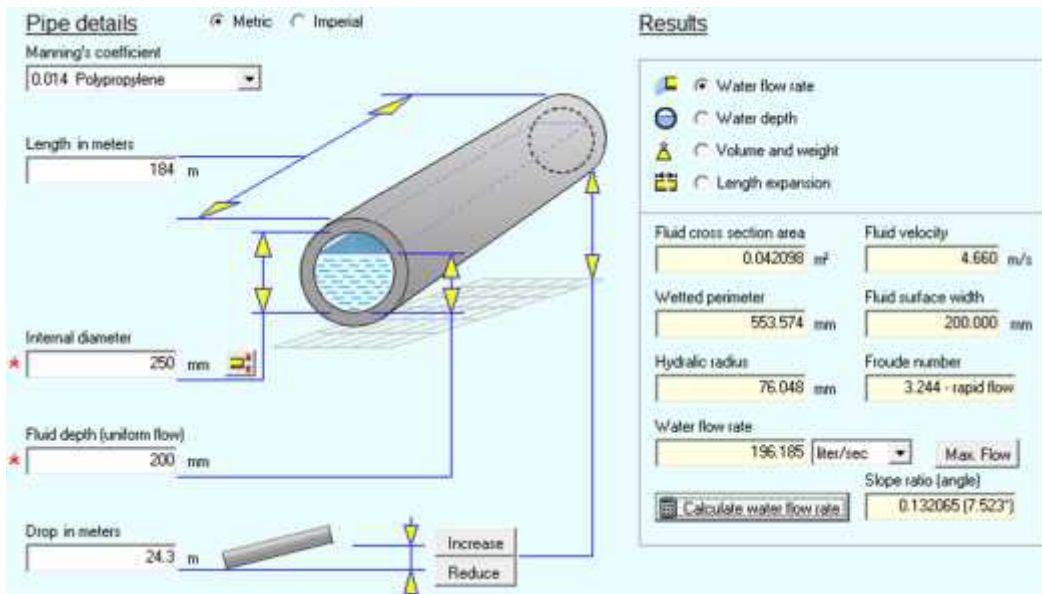 Pipe details
Metric Imperial
Manning's coefficient
0.014 Polypropylene
Length in meters
184 m
Internal diameter
* 250 mm
Fluid depth (uniform flow)
* 200 mm
Drop in meters
24.3 m
Increase
Reduce
Results
Water flow rate
Water depth
Volume and weight
Length expansion
Fluid cross section area Fluid velocity
0.042098 m² 4.660 m/s
Wetted perimeter Fluid surface width
553.574 mm 200.000 mm
Hydralic radius Froude number
76.048 mm 3.244 - rapid flow
Water flow rate
196.185 liter/sec Max. Flow
Slope ratio (angle)
Calculate water flow rate 0.132065 (7.523°)